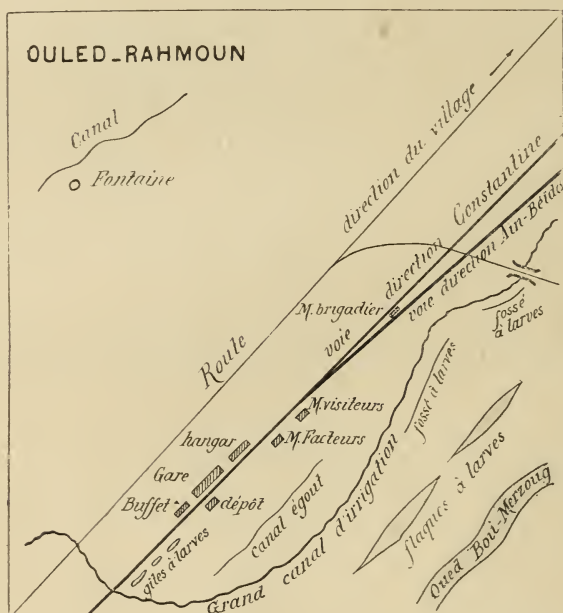 OULED_RAHMOUN
Canal
Fontaine
direction du village
voie direction Constantine
voie direction Aïn-Béida
M. brigadier
fossé
à larves
Route
M. visiteurs
fossé à larves
hangar
M. Facteurs
Gare
Buffet
dépôt
canal égout
flaques à larves
gîtes à larves
Grand canal d'irrigation
Oued Bou-Merzoug